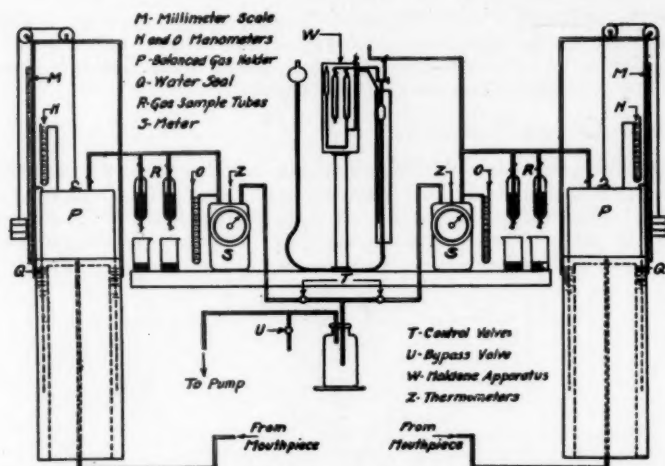 M- Millimeter Scale
N and O Manometers
P- Balanced Gas Holder
Q- Water Seal
R- Gas Sample Tubes
S- Meter
W
M
N
P
Q
R
O
Z
S
Z
O
R
S
M
N
P
Q
T
U
To Pump
T- Control Valves
U- Bypass Valve
W- Haldane Apparatus
Z- Thermometers
From
Mouthpiece
From
Mouthpiece